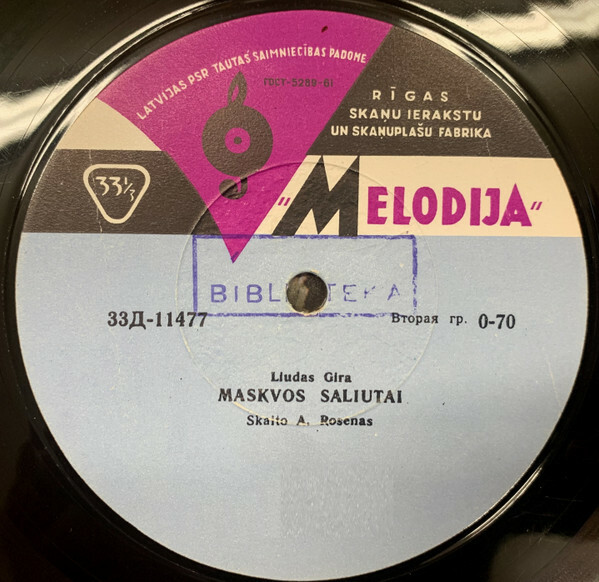 LATVIJAS PSR TAUTAS SAIMNIECĪBAS PADOME
ГОСТ-5289-61
RĪGAS
SKAŅU IERAKSTU
UN SKAŅUPLAŠU FABRIKA
33⅓
"MELODIJA"
BIBLIOTEKA
33Д-11477
Вторая гр. 0-70
Liudas Gira
MASKVOS SALIUTAI
Skaito A. Rosenas